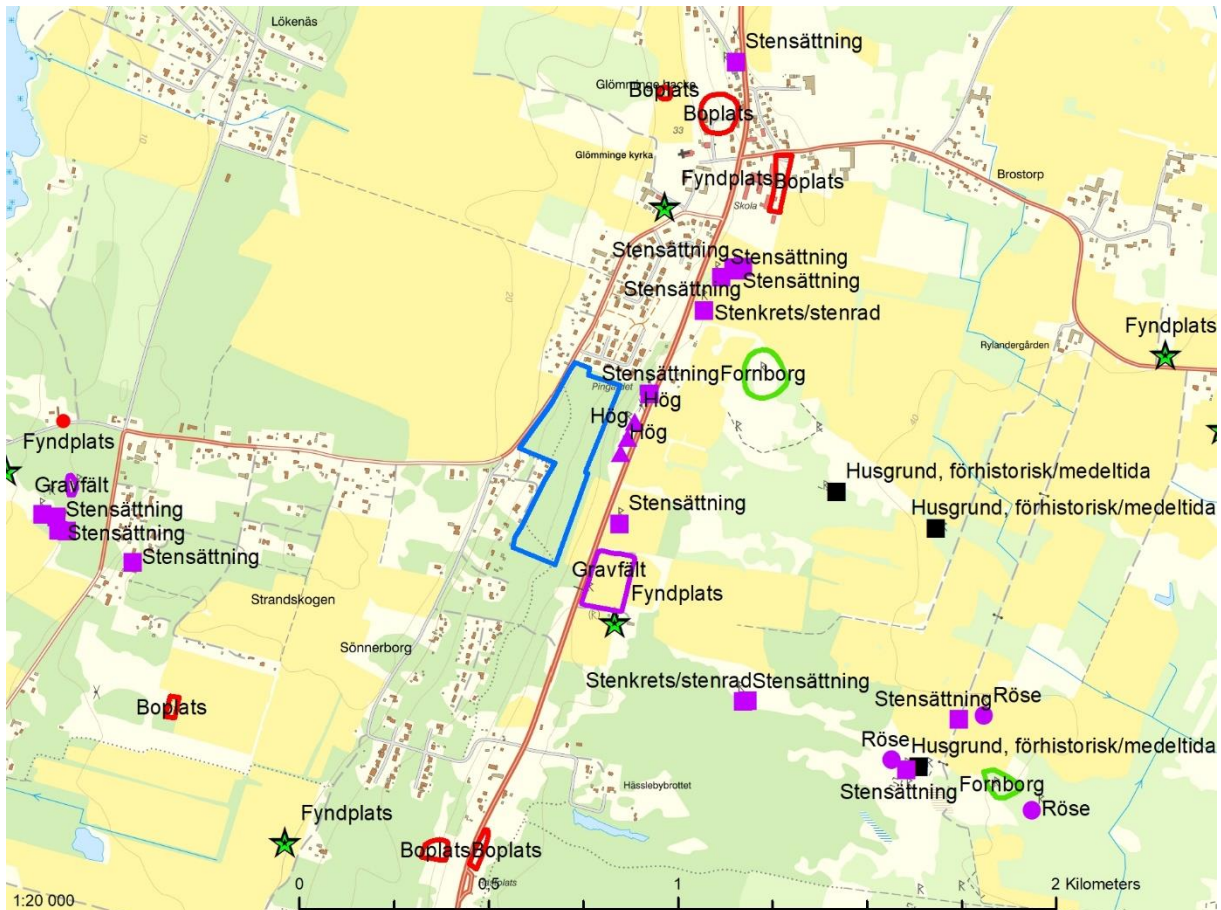 Lökenäs
Stensättning
Glömminge backe
Boplats
10
33
Boplats
Glömminge kyrka
Fyndplats
Boplats
Brostorp
Skola
Stensättning
Stensättning
Stensättning
Stensättning
20
Stenkrets/stenrad
Fyndplats
Rylandergården
Stensättning
Fornborg
Hög
Hög
Hög
Fyndplats
Husgrund, förhistorisk/medeltida
Gravfält
Husgrund, förhistorisk/medeltida
Stensättning
Stensättning
Stensättning
Stensättning
Gravfält
Fyndplats
Strandskogen
Sönnerborg
Stenkrets/stenrad
Stensättning
Stensättning
Röse
Boplats
Röse
Husgrund, förhistorisk/medeltida
Hässlebybrottet
Stensättning
Fornborg
Röse
Fyndplats
Boplats
Boplats
0
0,5
1
2 Kilometers
1:20 000